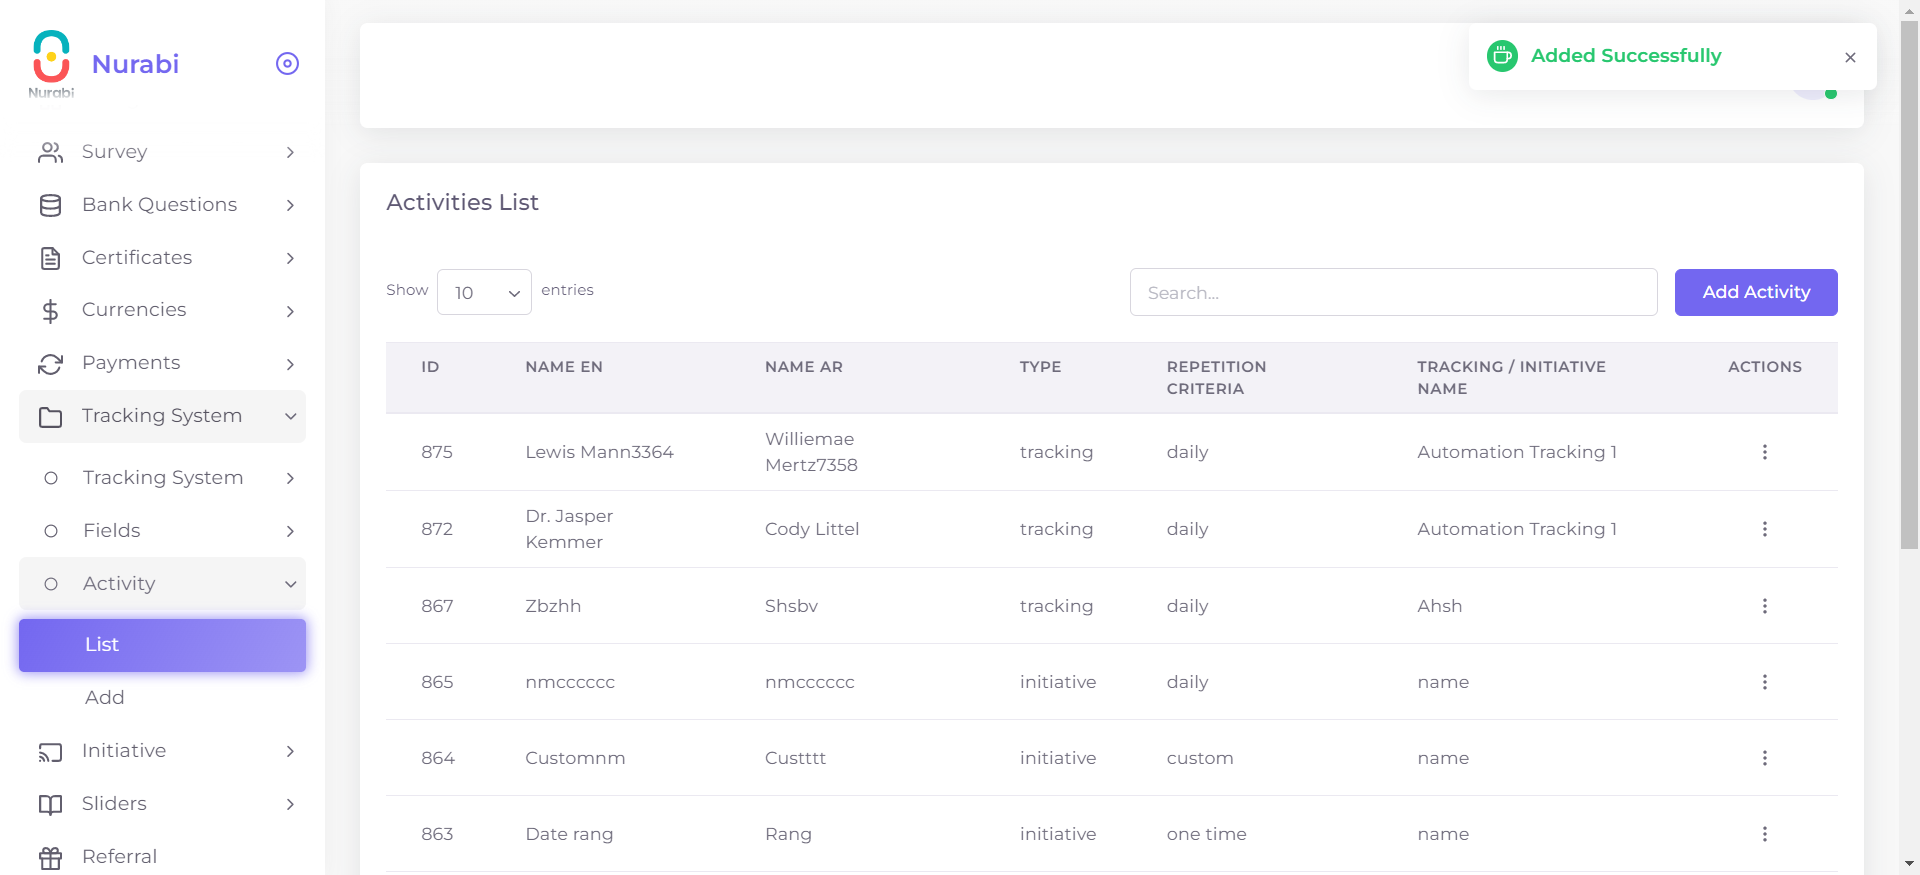 Nurabi
Nurabi
Survey
Bank Questions
Certificates
Currencies
Payments
Tracking System
Tracking System
Fields
Activity
List
Add
Initiative
Sliders
Referral
Added Successfully
Activities List
Show 10 entries
Search...
Add Activity
ID NAME EN NAME AR TYPE REPETITION CRITERIA TRACKING / INITIATIVE NAME ACTIONS
875 Lewis Mann3364 Williemae Mertz7358 tracking daily Automation Tracking 1
872 Dr. Jasper Kemmer Cody Littel tracking daily Automation Tracking 1
867 Zbzhh Shsbv tracking daily Ahsh
865 nmcccccc nmcccccc initiative daily name
864 Customnm Custttt initiative custom name
863 Date rang Rang initiative one time name